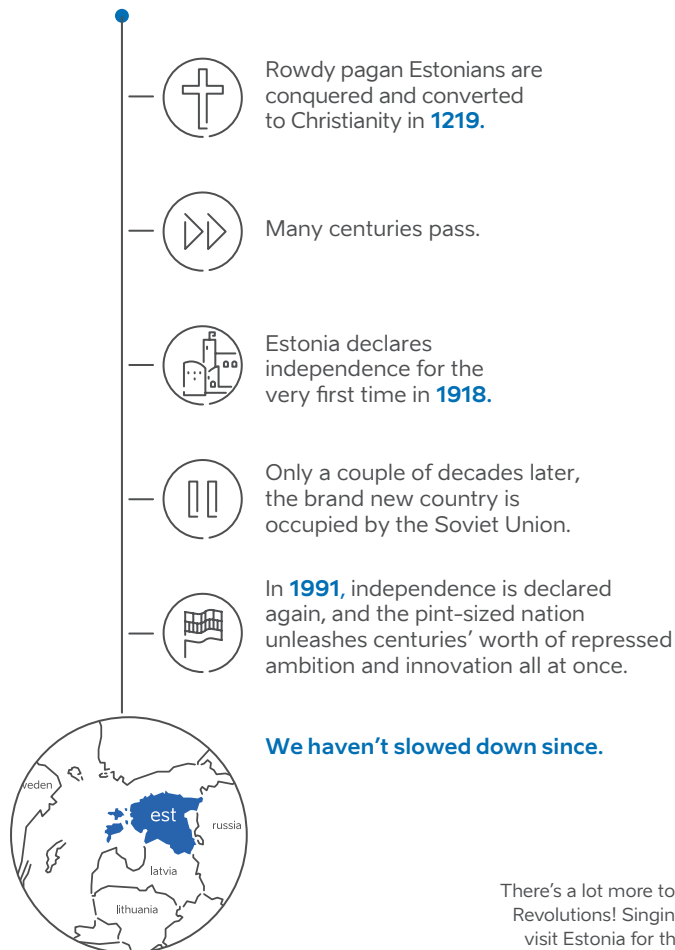 Rowdy pagan Estonians are
conquered and converted
to Christianity in 1219.
Many centuries pass.
Estonia declares
independence for the
very first time in 1918.
Only a couple of decades later,
the brand new country is
occupied by the Soviet Union.
In 1991, independence is declared
again, and the pint-sized nation
unleashes centuries’ worth of repressed
ambition and innovation all at once.
We haven’t slowed down since.
weden
est
russia
latvia
lithuania
There’s a lot more to
Revolutions! Singin
visit Estonia for th